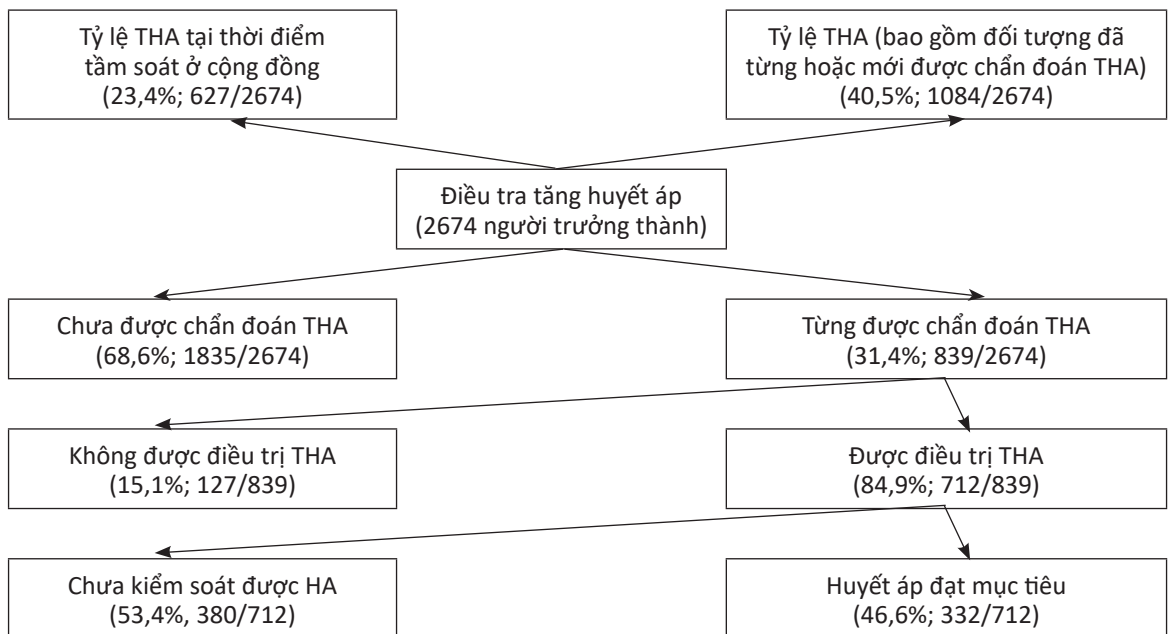 Tỷ lệ THA tại thời điểm
tầm soát ở cộng đồng
(23,4%; 627/2674)
Tỷ lệ THA (bao gồm đối tượng đã
từng hoặc mới được chẩn đoán THA)
(40,5%; 1084/2674)
Điều tra tăng huyết áp
(2674 người trưởng thành)
Chưa được chẩn đoán THA
(68,6%; 1835/2674)
Từng được chẩn đoán THA
(31,4%; 839/2674)
Không được điều trị THA
(15,1%; 127/839)
Được điều trị THA
(84,9%; 712/839)
Chưa kiểm soát được HA
(53,4%, 380/712)
Huyết áp đạt mục tiêu
(46,6%; 332/712)